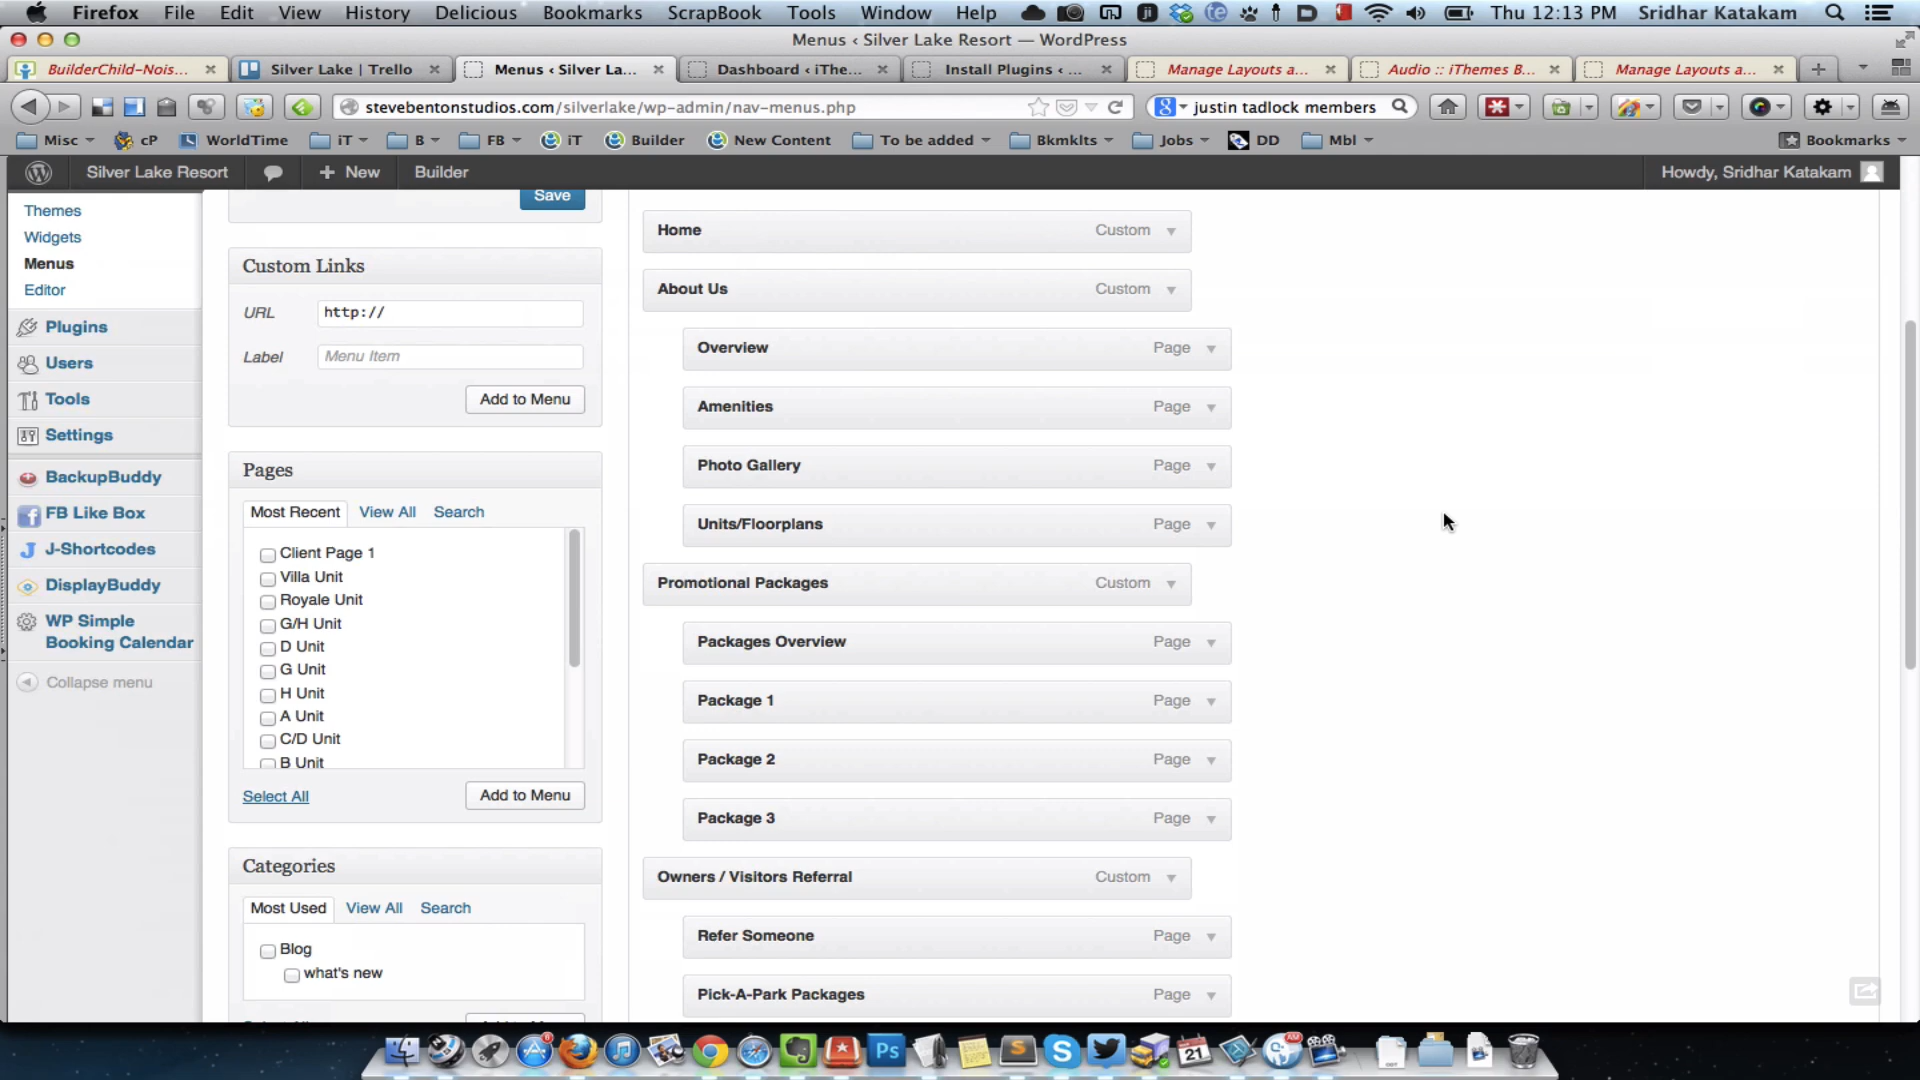 Firefox File Edit View History Delicious Bookmarks ScrapBook Tools Window Help Thu 12:13 PM Sridhar Katakam
Menus ‹ Silver Lake Resort — WordPress
BuilderChild-Nois... Silver Lake | Trello Menus ‹ Silver La... Dashboard ‹ iThe... Install Plugins ‹ ... Manage Layouts a... Audio :: iThemes B... Manage Layouts a...
stevebentonstudios.com/silverlake/wp-admin/nav-menus.php justin tadlock members
Misc cP WorldTime iT B FB iT Builder New Content To be added Bkmklts Jobs DD Mbl Bookmarks
Silver Lake Resort + New Builder Howdy, Sridhar Katakam
Themes
Widgets
Menus
Editor
Plugins
Users
Tools
Settings
BackupBuddy
FB Like Box
J-Shortcodes
DisplayBuddy
WP Simple
Booking Calendar
Collapse menu
Save
Custom Links
URL http://
Label Menu Item
Add to Menu
Pages
Most Recent View All Search
Client Page 1
Villa Unit
Royale Unit
G/H Unit
D Unit
G Unit
H Unit
A Unit
C/D Unit
B Unit
Select All Add to Menu
Categories
Most Used View All Search
Blog
what's new
Home Custom
About Us Custom
Overview Page
Amenities Page
Photo Gallery Page
Units/Floorplans Page
Promotional Packages Custom
Packages Overview Page
Package 1 Page
Package 2 Page
Package 3 Page
Owners / Visitors Referral Custom
Refer Someone Page
Pick-A-Park Packages Page
Ps
21